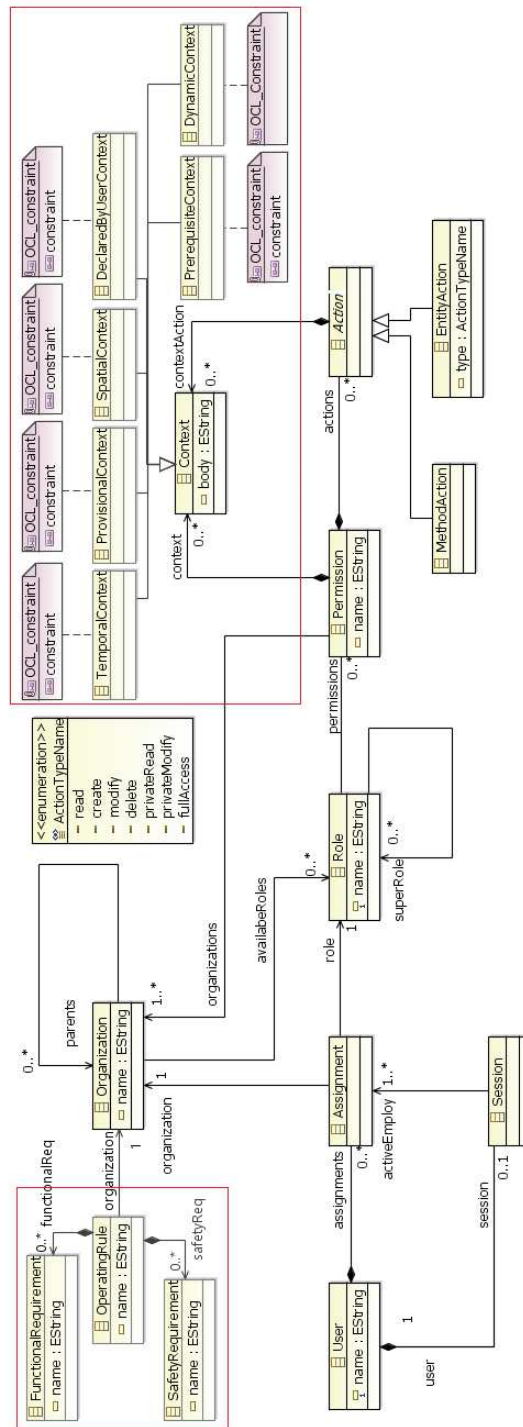 FunctionalRequirement
name : EString
0..*
functionalReq
OperatingRule
name : EString
0..*
safetyReq
SafetyRequirement
name : EString
organization
1
Organization
name : EString
0..*
parents
organization
1
1..*
organizations
availabeRoles
0..*
<<enumeration>>
ActionTypeName
read
create
modify
delete
privateRead
privateModify
fullAccess
OCL_constraint
constraint
OCL_constraint
constraint
OCL_constraint
constraint
OCL_constraint
constraint
TemporalContext
ProvisionalContext
SpatialContext
DeclaredByUserContext
PrerequisiteContext
DynamicContext
OCL_constraint
constraint
OCL_Constraint
constraint
Context
body : EString
context
0..*
contextAction
0..*
User
1 name : EString
assignments
0..*
Assignment
role
1
Role
1 name : EString
superRole
0..*
permissions
0..*
Permission
name : EString
actions
0..*
Action
user
1
session
0..1
Session
activeEmploy
1..*
MethodAction
EntityAction
type : ActionTypeName